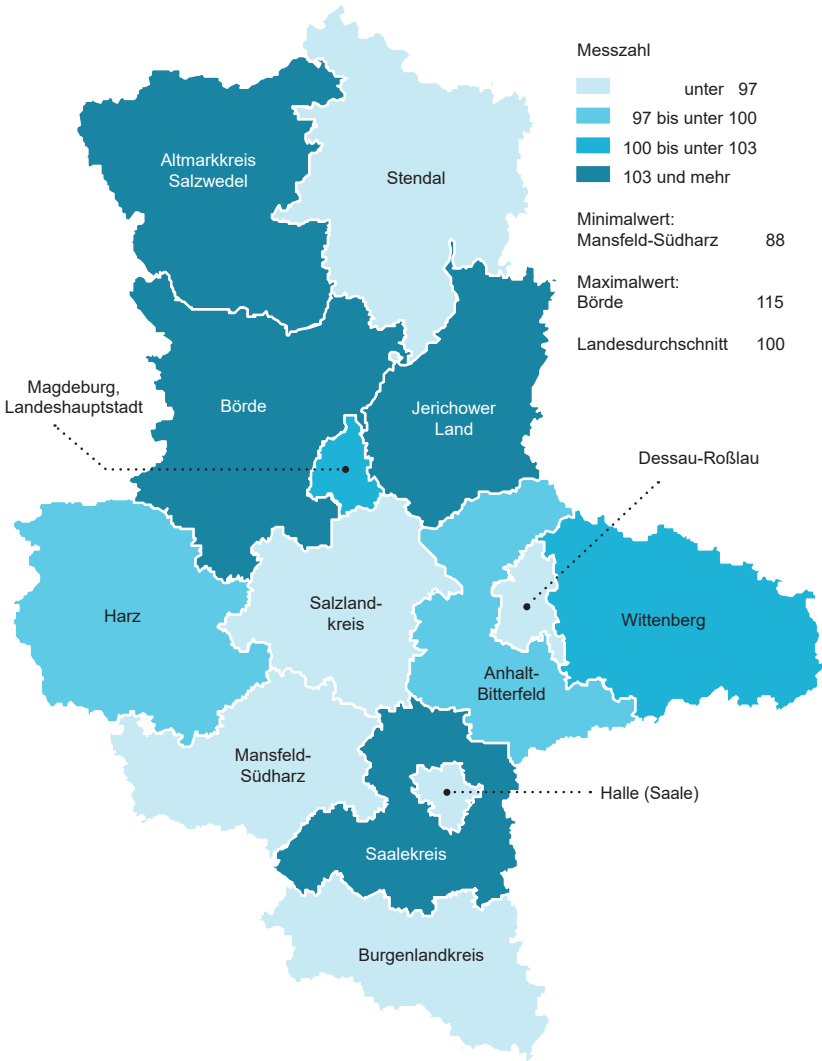 Messzahl
unter 97
97 bis unter 100
100 bis unter 103
103 und mehr
Minimalwert:
Mansfeld-Südharz 88
Maximalwert:
Börde 115
Landesdurchschnitt 100
Altmarkkreis
Salzwedel
Stendal
Magdeburg,
Landeshauptstadt
Börde
Jerichower
Land
Dessau-Roßlau
Harz
Salzland-
kreis
Wittenberg
Anhalt-
Bitterfeld
Mansfeld-
Südharz
Halle (Saale)
Saalekreis
Burgenlandkreis